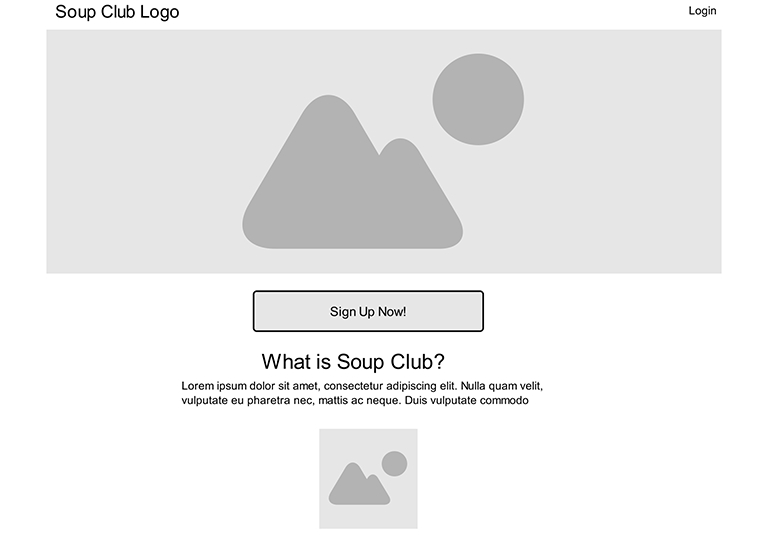 Soup Club Logo
Login
Sign Up Now!
What is Soup Club?
Lorem ipsum dolor sit amet, consectetur adipiscing elit. Nulla quam velit,
vulputate eu pharetra nec, mattis ac neque. Duis vulputate commodo